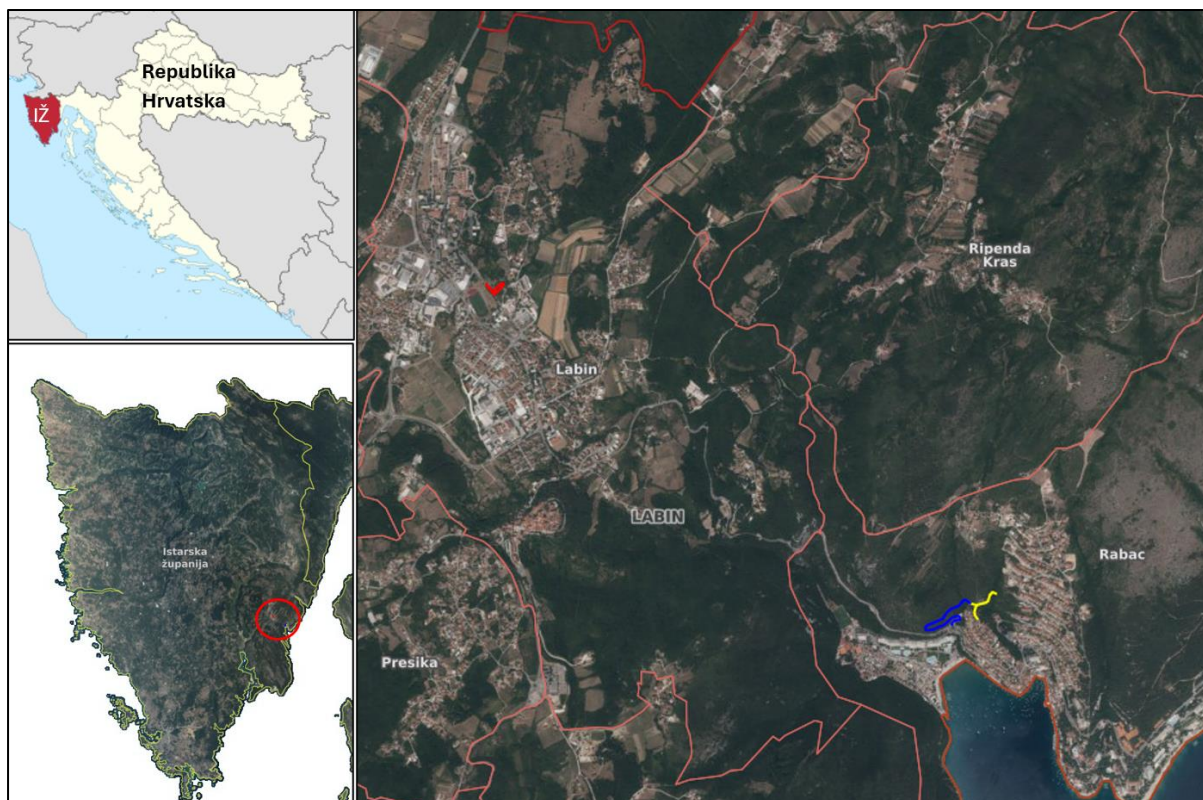 Republika
Hrvatska
IŽ
Istarska
županija
Ripenda
Kras
Labin
LABIN
Rabac
Presika